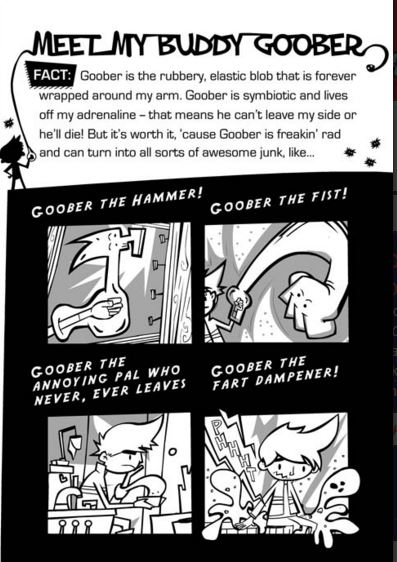 MEET MY BUDDY GOOBER
FACT: Goober is the rubbery, elastic blob that is forever
wrapped around my arm. Goober is symbiotic and lives
off my adrenaline – that means he can't leave my side or
he'll die! But it's worth it, 'cause Goober is freakin' rad
and can turn into all sorts of awesome junk, like...
GOOBER THE HAMMER!
GOOBER THE FIST!
GOOBER THE
ANNOYING PAL WHO
NEVER, EVER LEAVES
GOOBER THE
FART DAMPENER!